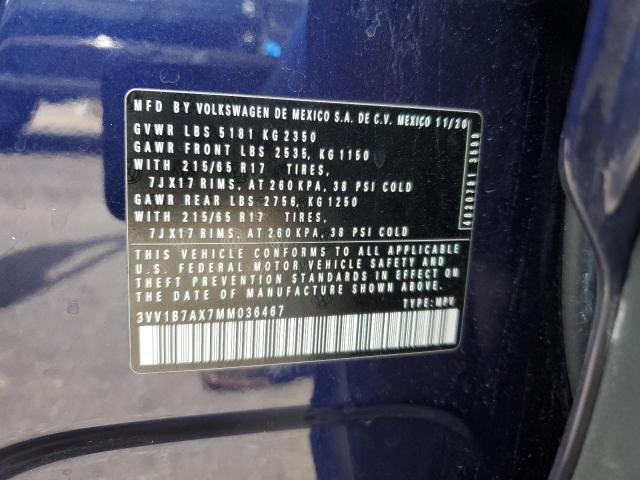 MFD BY VOLKSWAGEN DE MEXICO S.A. DE C.V. MEXICO 11/20
GVWR LBS 5181 KG 2350
GAWR FRONT LBS 2535, KG 1150
WITH 215/65 R17 TIRES,
7JX17 RIMS, AT 260 KPA, 38 PSI COLD
GAWR REAR LBS 2756, KG 1250
WITH 215/65 R17 TIRES,
7JX17 RIMS, AT 260 KPA, 38 PSI COLD
THIS VEHICLE CONFORMS TO ALL APPLICABLE
U.S. FEDERAL MOTOR VEHICLE SAFETY AND
THEFT PREVENTION STANDARDS IN EFFECT ON
THE DATE OF MANUFACTURE SHOWN ABOVE
3VV1B7AX7MM036467 TYPE: MPV
4820781 3599